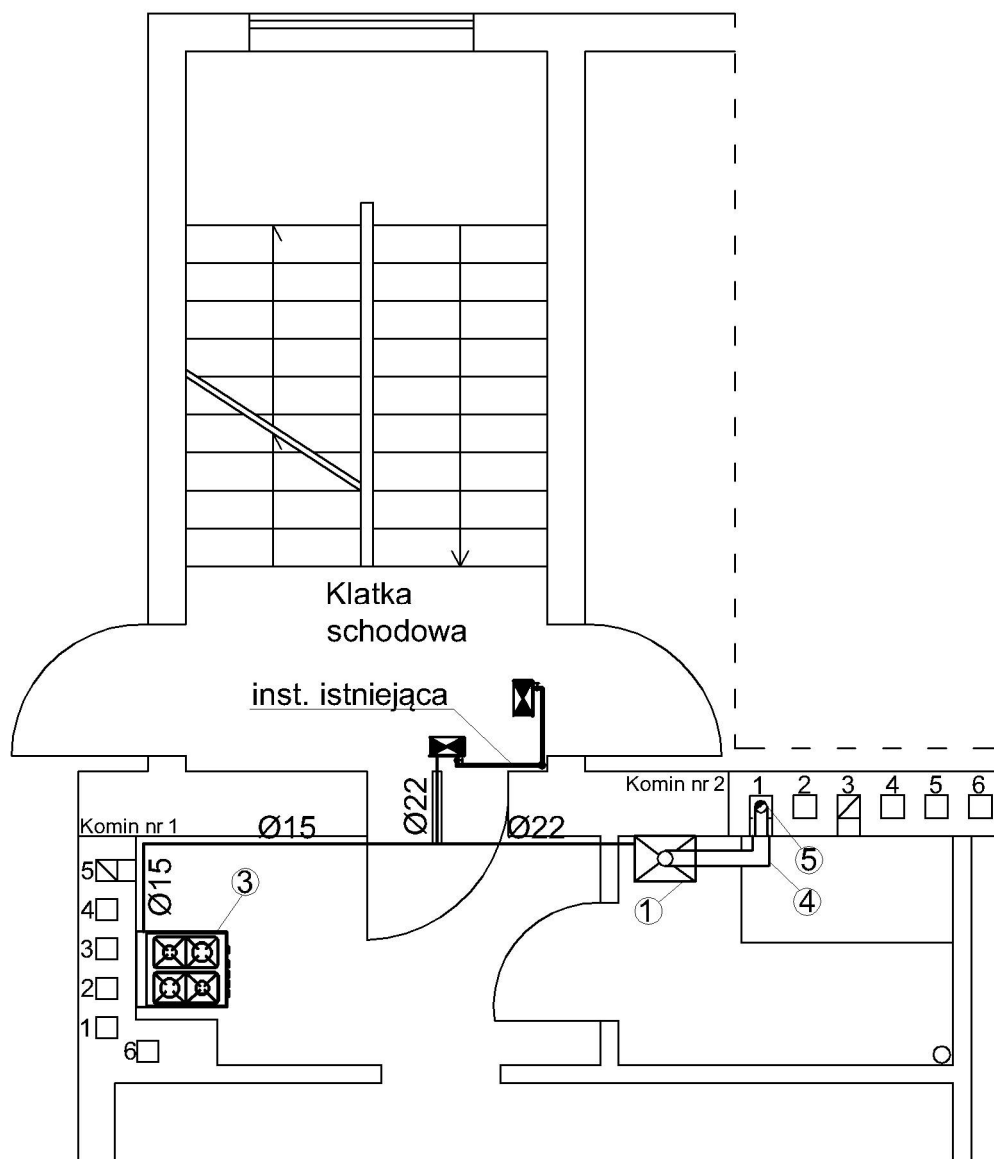 Klatka
schodowa
inst. istniejąca
Komin nr 2
1 2 3 4 5 6
Ø22
Komin nr 1
Ø15
Ø22
5
5
3
Ø15
4
4
1
3
2
1
6